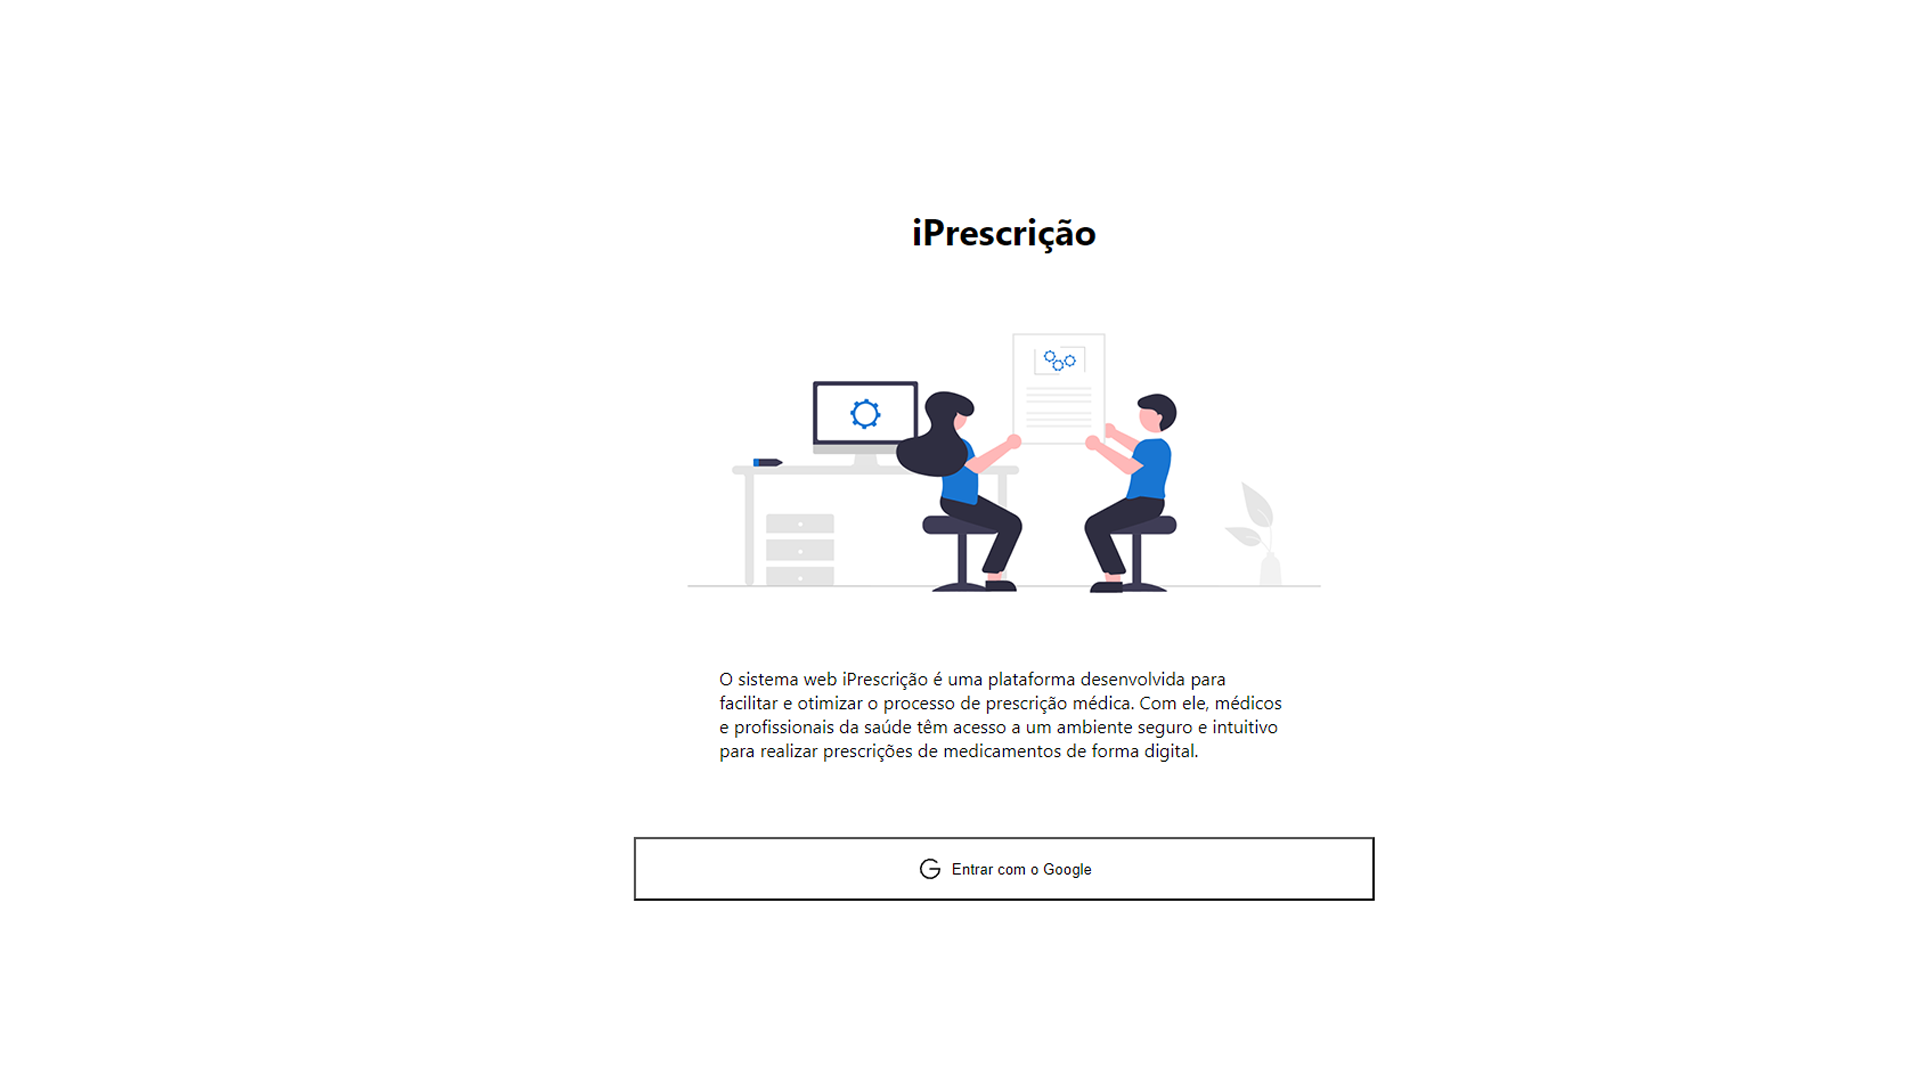 iPrescrição
O sistema web iPrescrição é uma plataforma desenvolvida para
facilitar e otimizar o processo de prescrição médica. Com ele, médicos
e profissionais da saúde têm acesso a um ambiente seguro e intuitivo
para realizar prescrições de medicamentos de forma digital.
Entrar com o Google